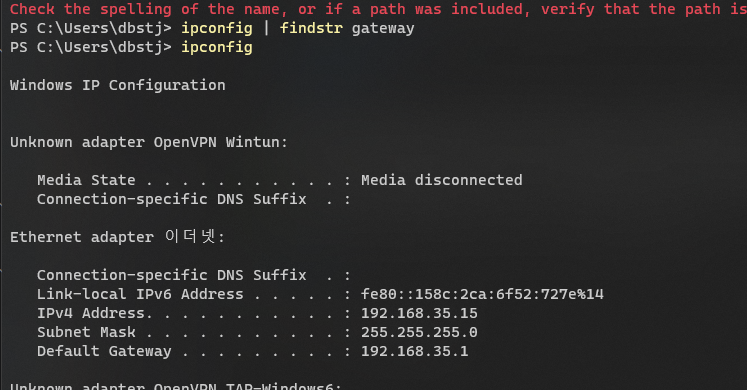 Check the spelling of the name, or if a path was included, verify that the path is
PS C:\Users\dbstj> ipconfig | findstr gateway
PS C:\Users\dbstj> ipconfig
Windows IP Configuration
Unknown adapter OpenVPN Wintun:
Media State . . . . . . . . . . . : Media disconnected
Connection-specific DNS Suffix  . :
Ethernet adapter 이더넷:
Connection-specific DNS Suffix  . :
Link-local IPv6 Address . . . . . : fe80::158c:2ca:6f52:727e%14
IPv4 Address. . . . . . . . . . . : 192.168.35.15
Subnet Mask . . . . . . . . . . . : 255.255.255.0
Default Gateway . . . . . . . . . : 192.168.35.1
Unknown adapter OpenVPN TAP-Windows6: